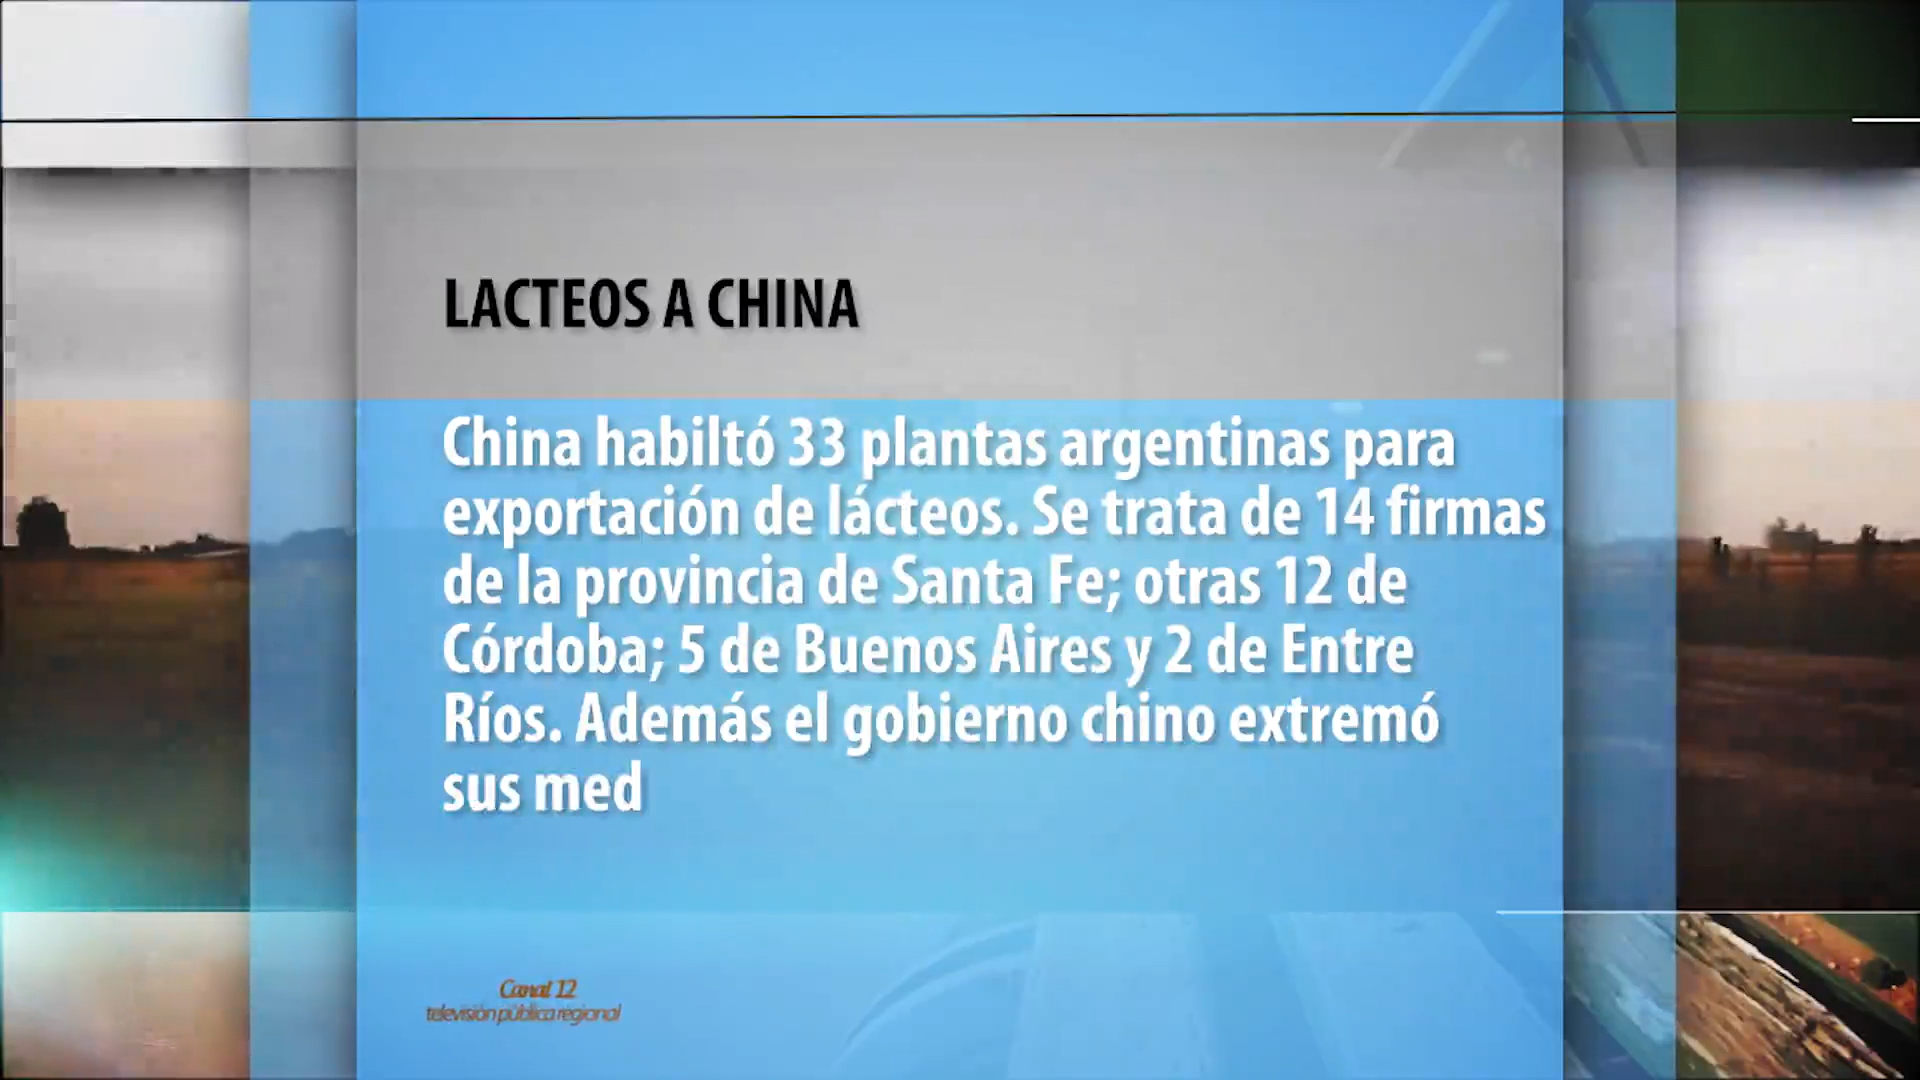 LACTEOS A CHINA
China habiltó 33 plantas argentinas para
exportación de lácteos. Se trata de 14 firmas
de la provincia de Santa Fe; otras 12 de
Córdoba; 5 de Buenos Aires y 2 de Entre
Ríos. Además el gobierno chino extremó
sus med
Canal 12
televisión pública regional